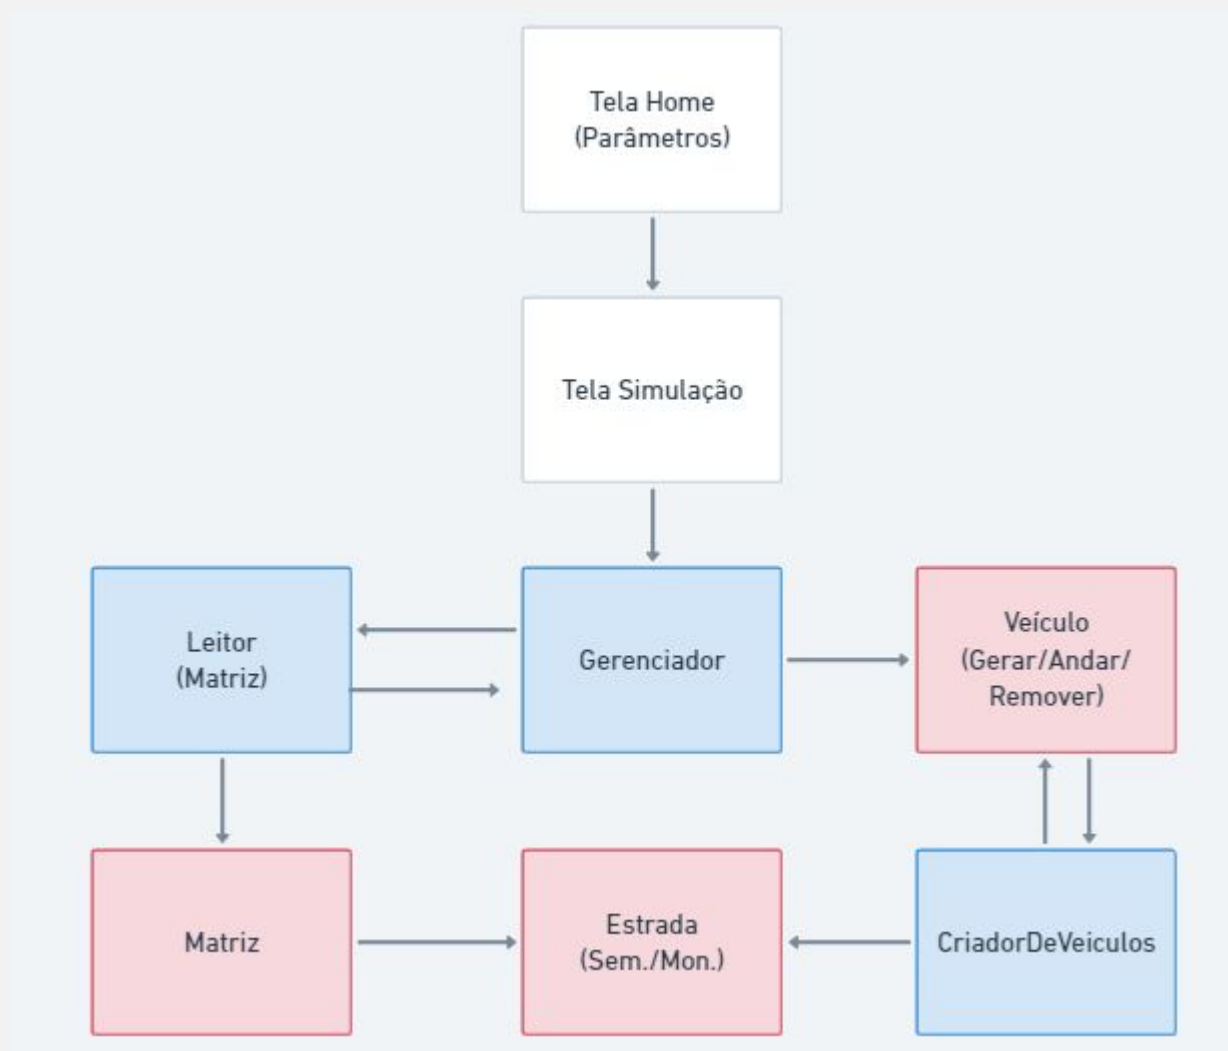 Tela Home
(Parâmetros)
Tela Simulação
Leitor
(Matriz)
Gerenciador
Veículo
(Gerar/Andar/
Remover)
Matriz
Estrada
(Sem./Mon.)
CriadorDeVeiculos